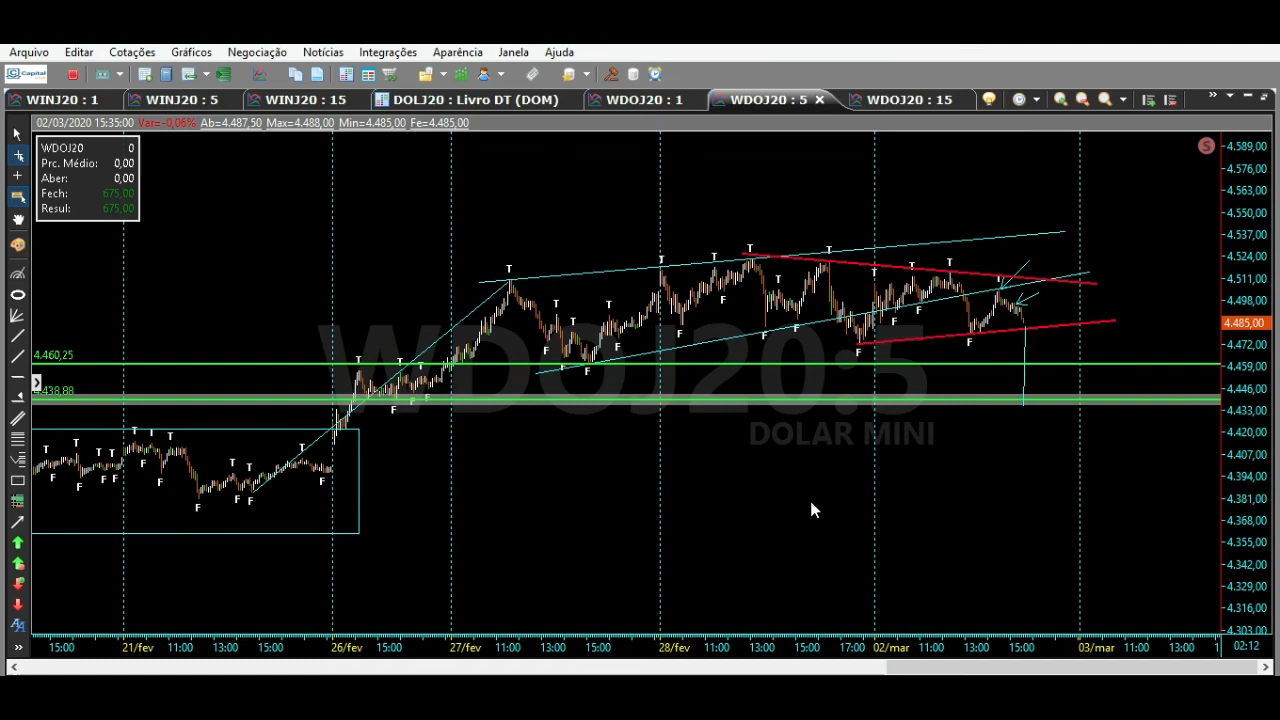 Arquivo Editar Cotações Gráficos Negociação Notícias Integrações Aparência Janela Ajuda
Capital
WINJ20 : 1 WINJ20 : 5 WINJ20 : 15 DOLJ20 : Livro DT (DOM) WDOJ20 : 1 WDOJ20 : 5 WDOJ20 : 15
02/03/2020 15:35:00 Var=-0,06% Ab=4.487,50 Max=4.488,00 Min=4.485,00 Fe=4.485,00
WDOJ20 0
Prc. Médio: 0,00
Aber: 0,00
Fech: 675,00
Resul: 675,00
S
4.589,00
4.576,00
4.563,00
4.550,00
4.537,00
4.524,00
4.511,00
4.498,00
4.485,00
4.472,00
4.459,00
4.446,00
4.433,00
4.420,00
4.407,00
4.394,00
4.381,00
4.368,00
4.355,00
4.342,00
4.329,00
4.316,00
4.303,00
4.460,25
4.438,88
WDOJ20:5
DOLAR MINI
15:00 21/fev 11:00 13:00 15:00 26/fev 15:00 27/fev 11:00 13:00 15:00 28/fev 11:00 13:00 15:00 17:00 02/mar 11:00 13:00 15:00 03/mar 11:00 13:00 1 02:12